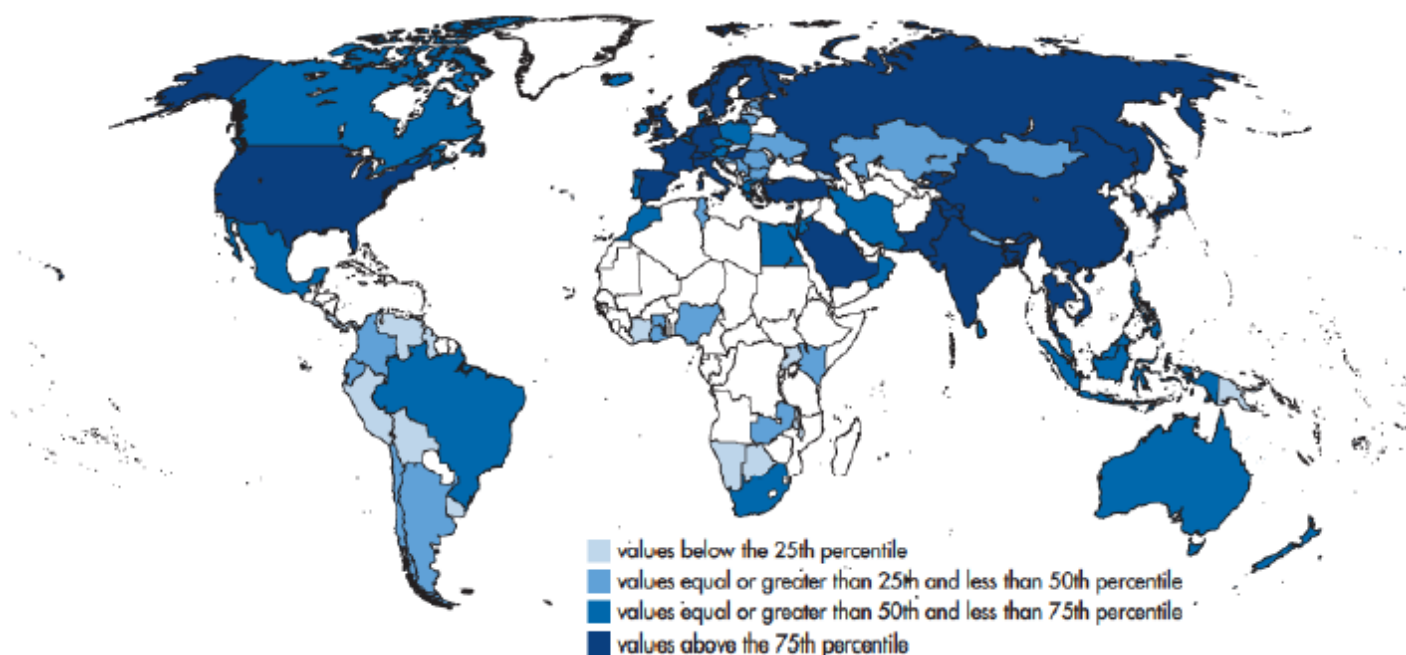 values below the 25th percentile
values equal or greater than 25th and less than 50th percentile
values equal or greater than 50th and less than 75th percentile
values above the 75th percentile